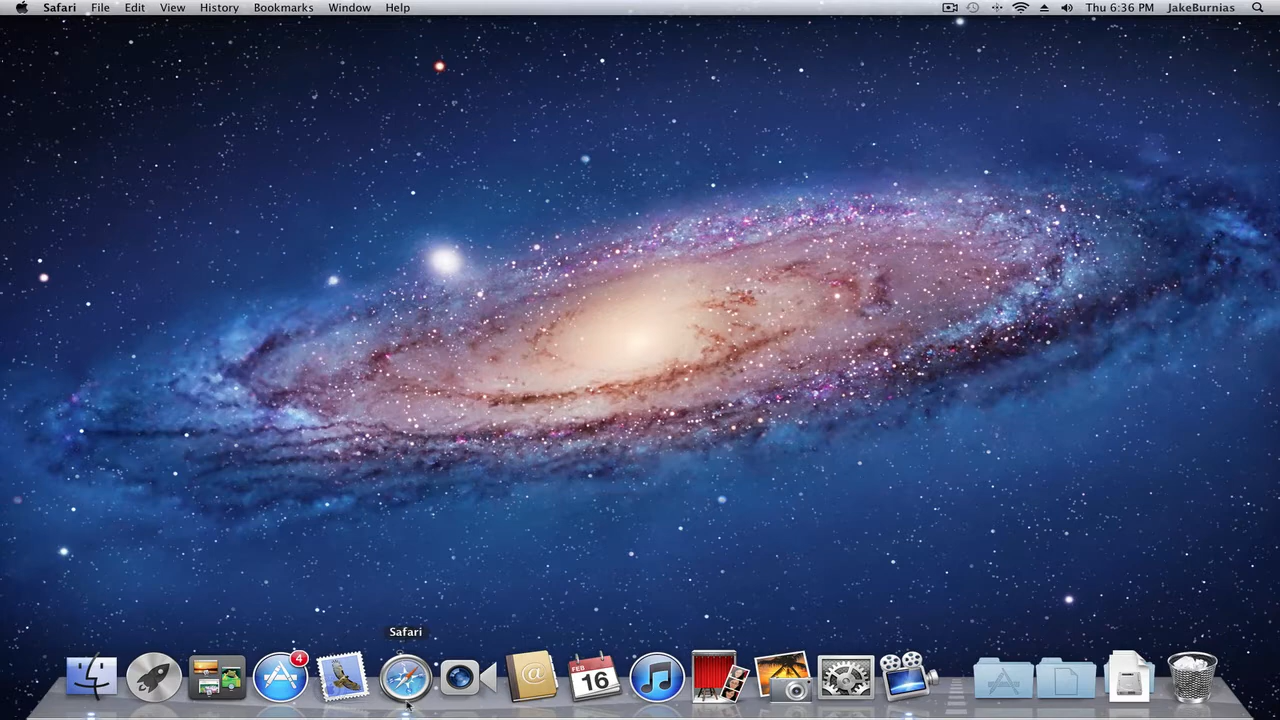 Safari File Edit View History Bookmarks Window Help Thu 6:36 PM JakeBurnias
Safari
4
@
FEB
16